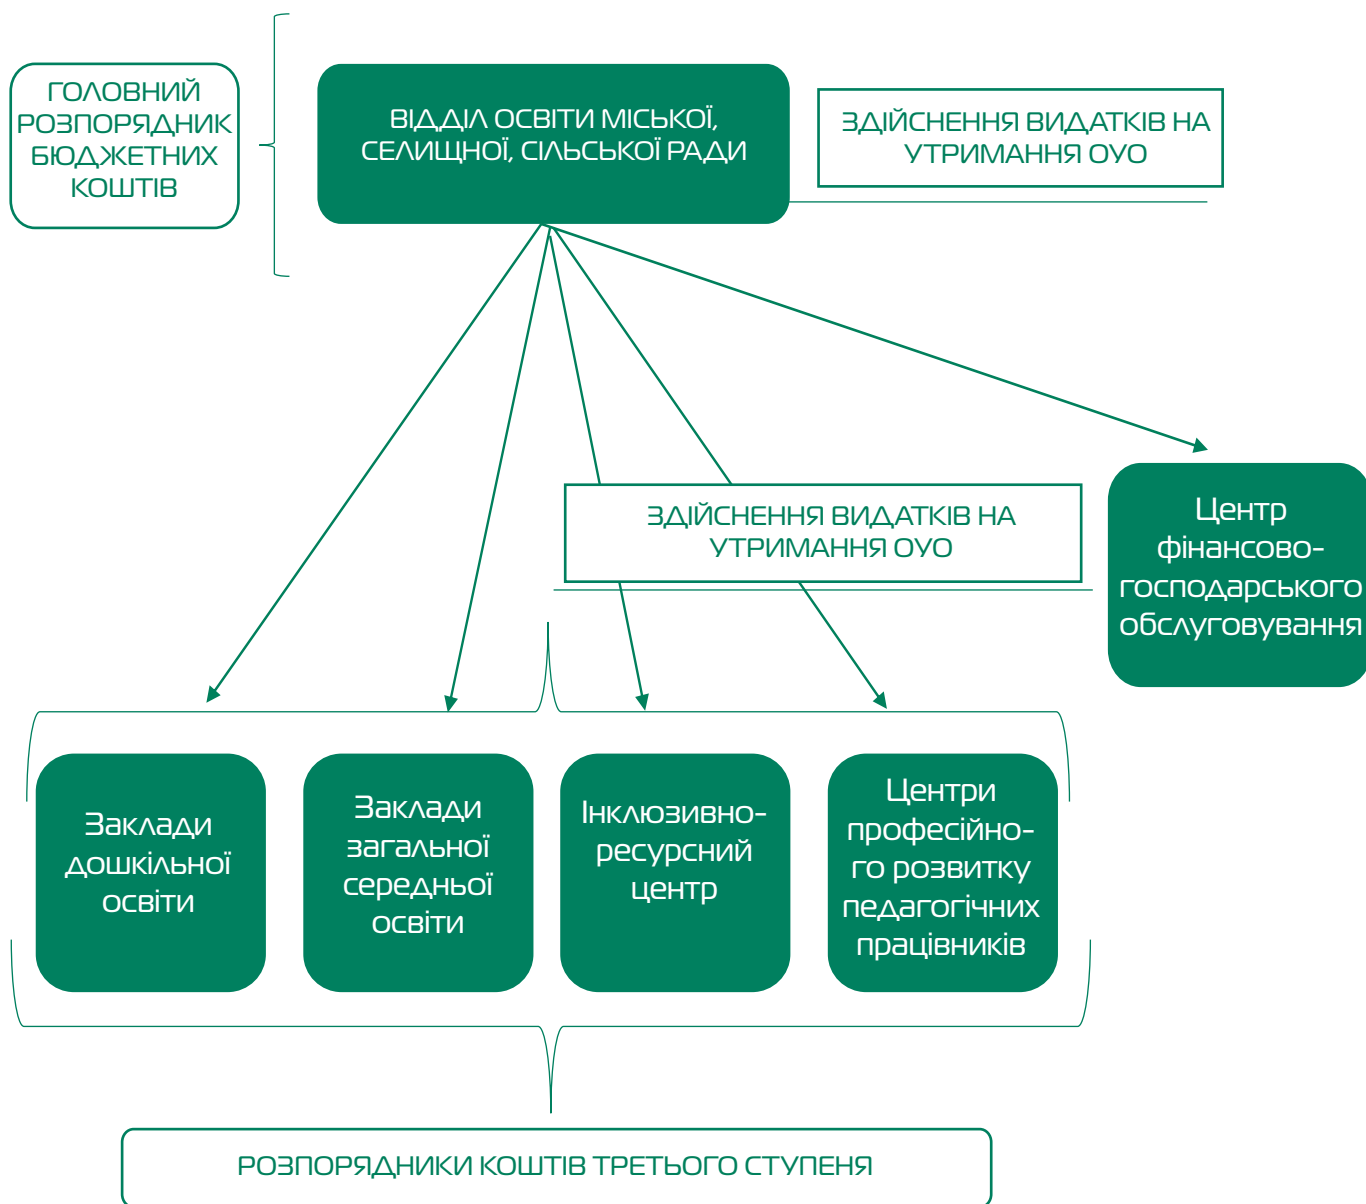 ГОЛОВНИЙ
РОЗПОРЯДНИК
БЮДЖЕТНИХ
КОШТІВ
ВІДДІЛ ОСВІТИ МІСЬКОЇ,
СЕЛИЩНОЇ, СІЛЬСЬКОЇ РАДИ
ЗДІЙСНЕННЯ ВИДАТКІВ НА
УТРИМАННЯ ОУО
ЗДІЙСНЕННЯ ВИДАТКІВ НА
УТРИМАННЯ ОУО
Центр
фінансово-
господарського
обслуговування
Заклади
дошкільної
освіти
Заклади
загальної
середньої
освіти
Інклюзивно-
ресурсний
центр
Центри
професійно-
го розвитку
педагогічних
працівників
РОЗПОРЯДНИКИ КОШТІВ ТРЕТЬОГО СТУПЕНЯ